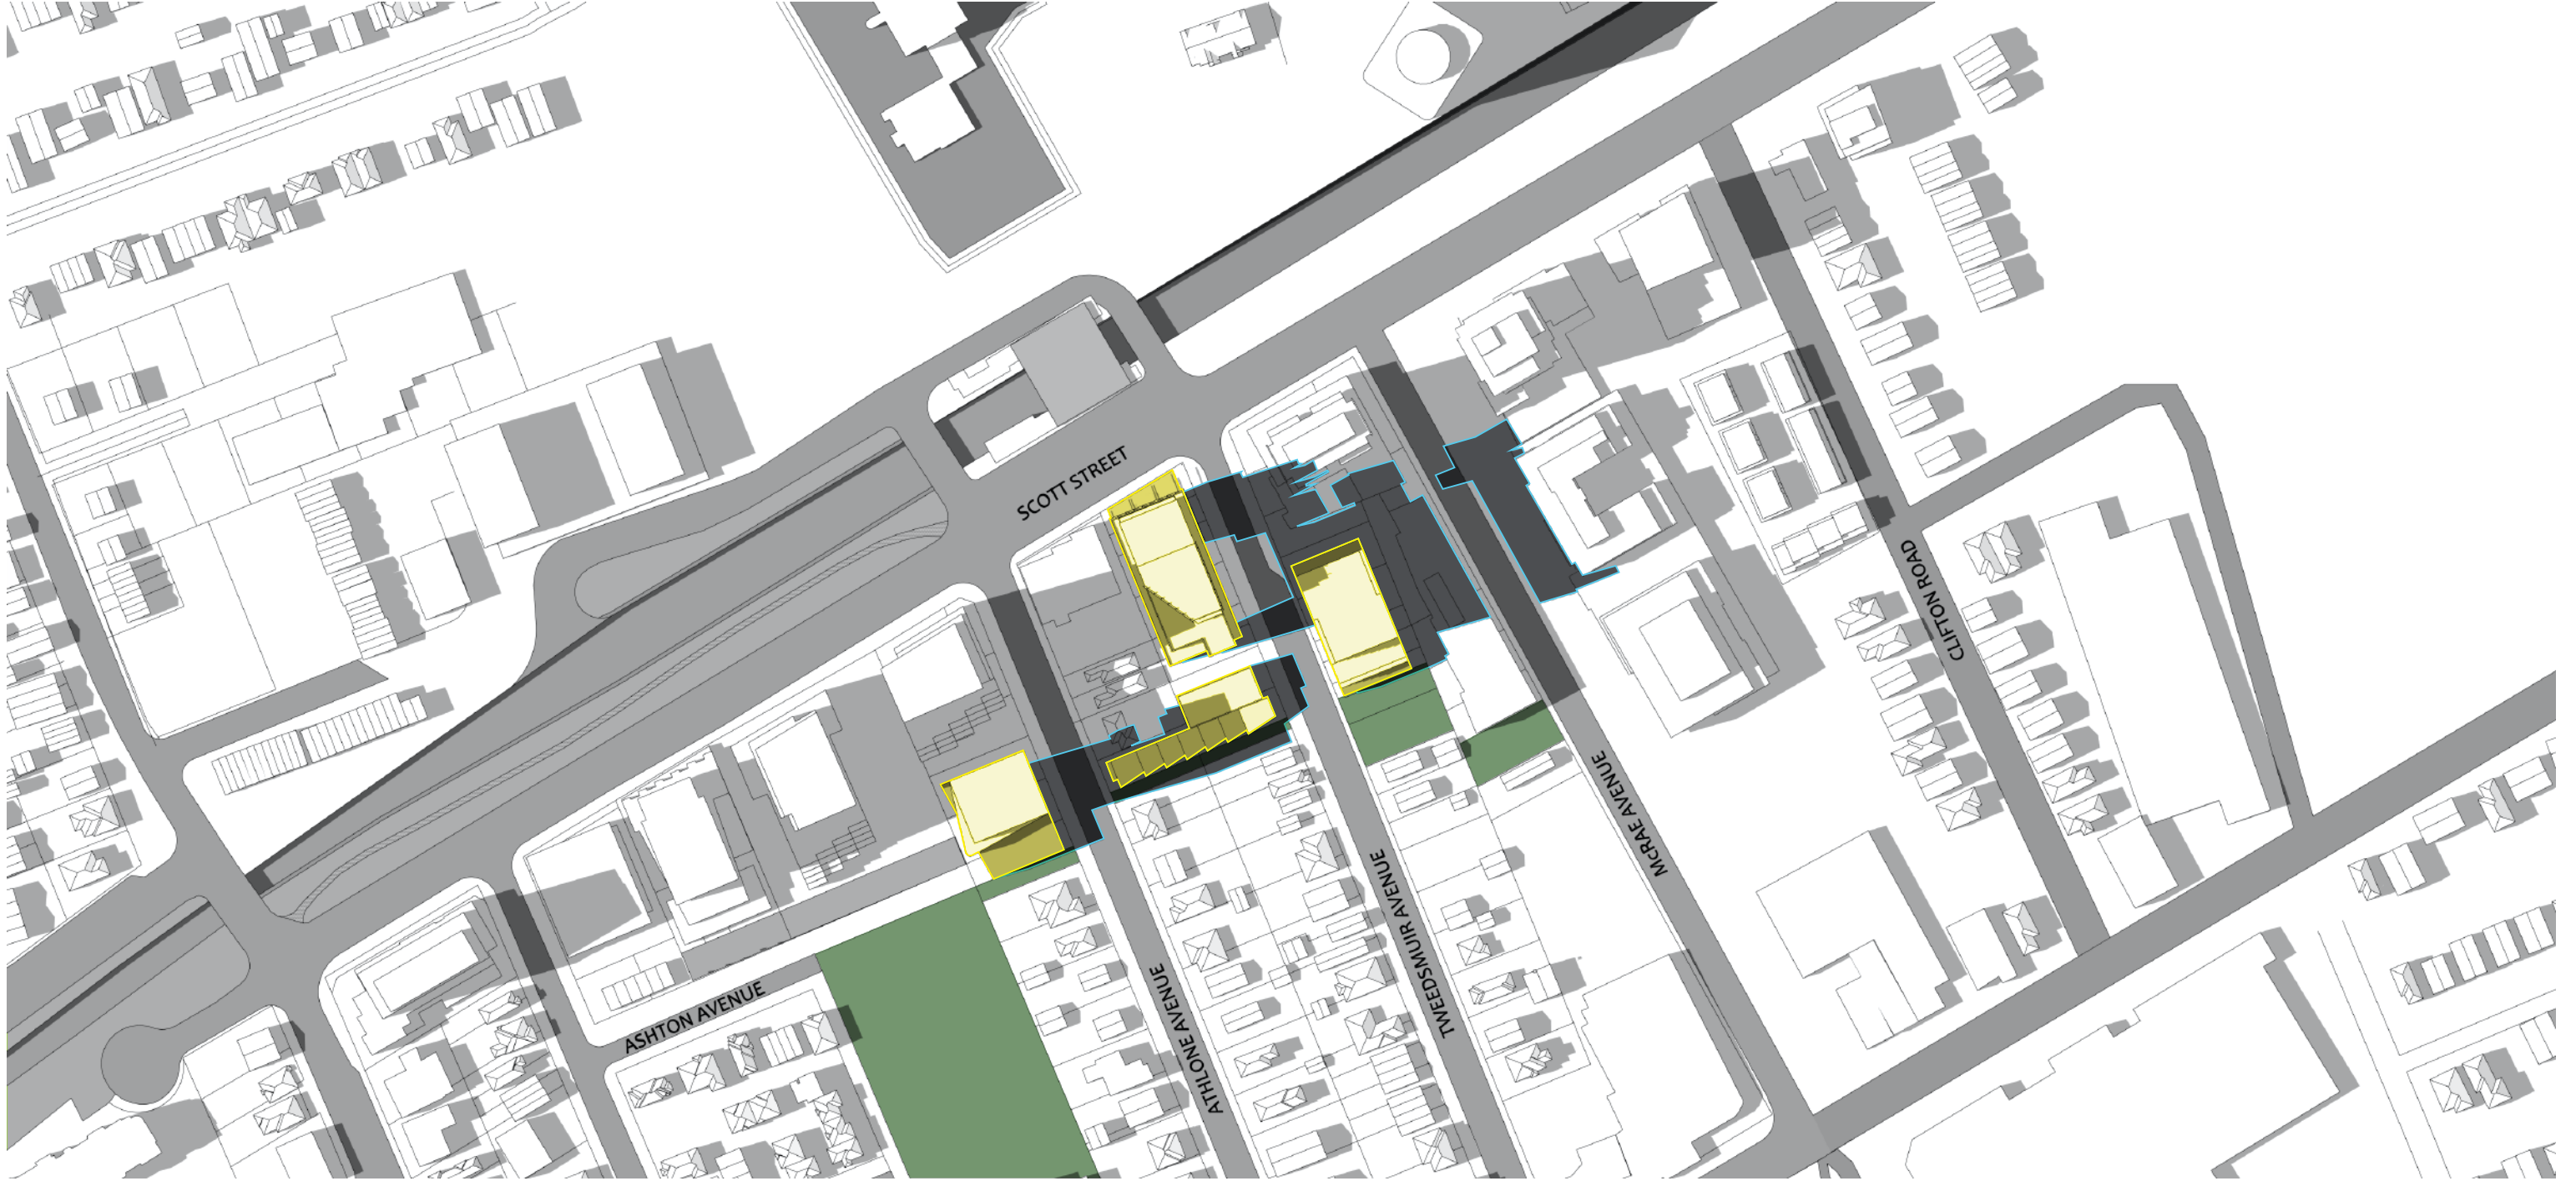 SCOTT STREET
CLIFTON ROAD
McRAE AVENUE
TWEEDSMUIR AVENUE
ATHLONE AVENUE
ASHTON AVENUE